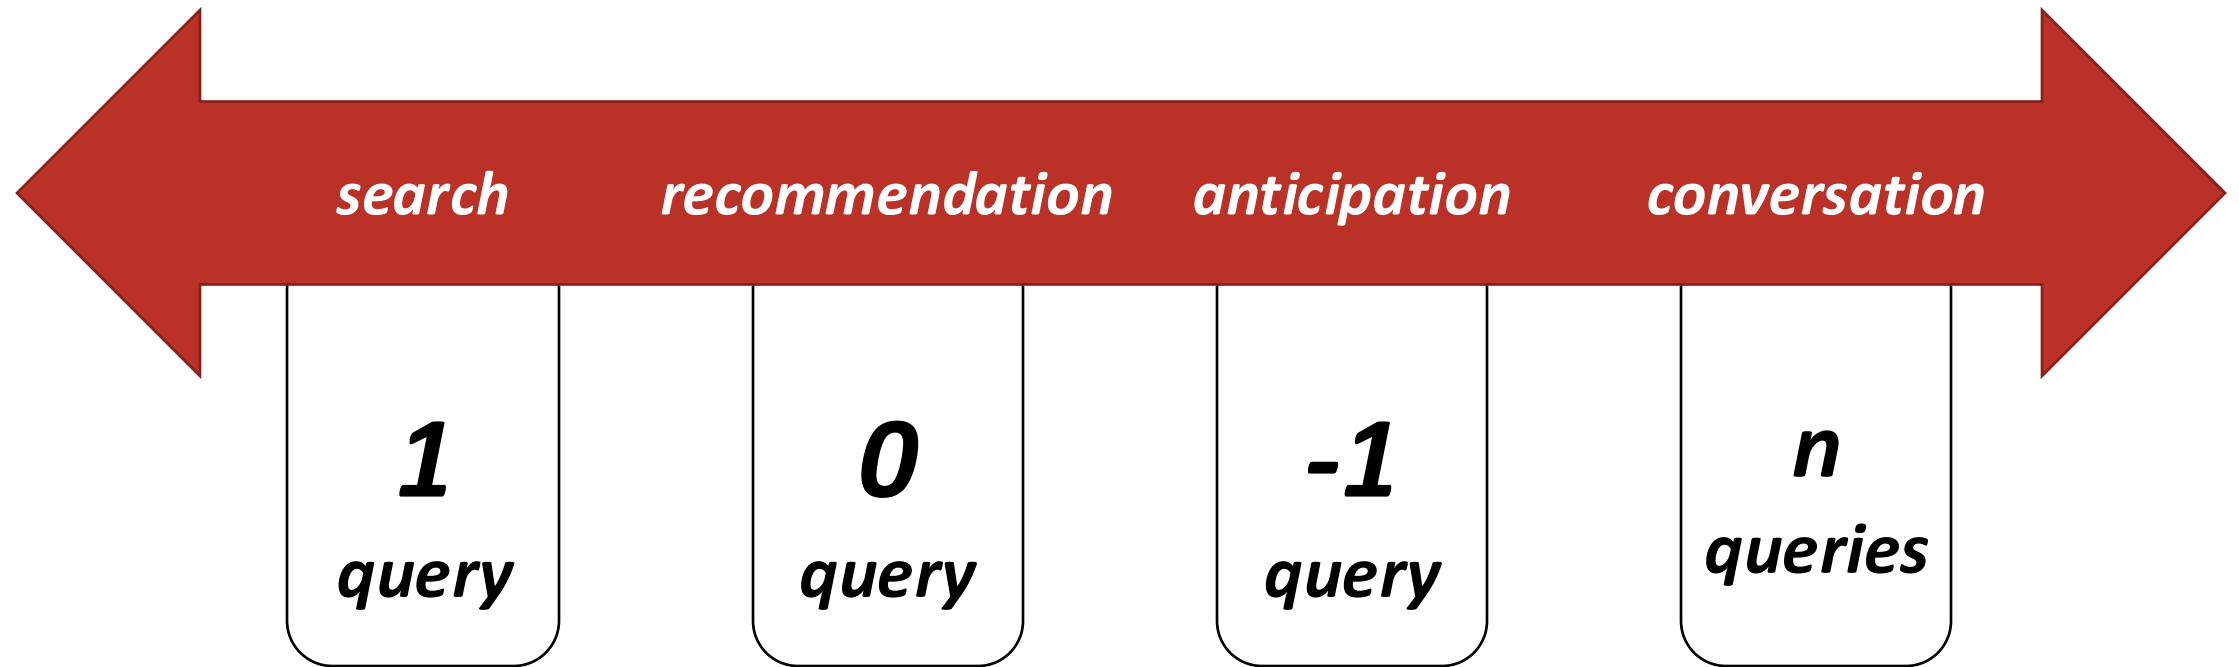 search recommendation anticipation conversation
1
query
0
query
-1
query
n
queries